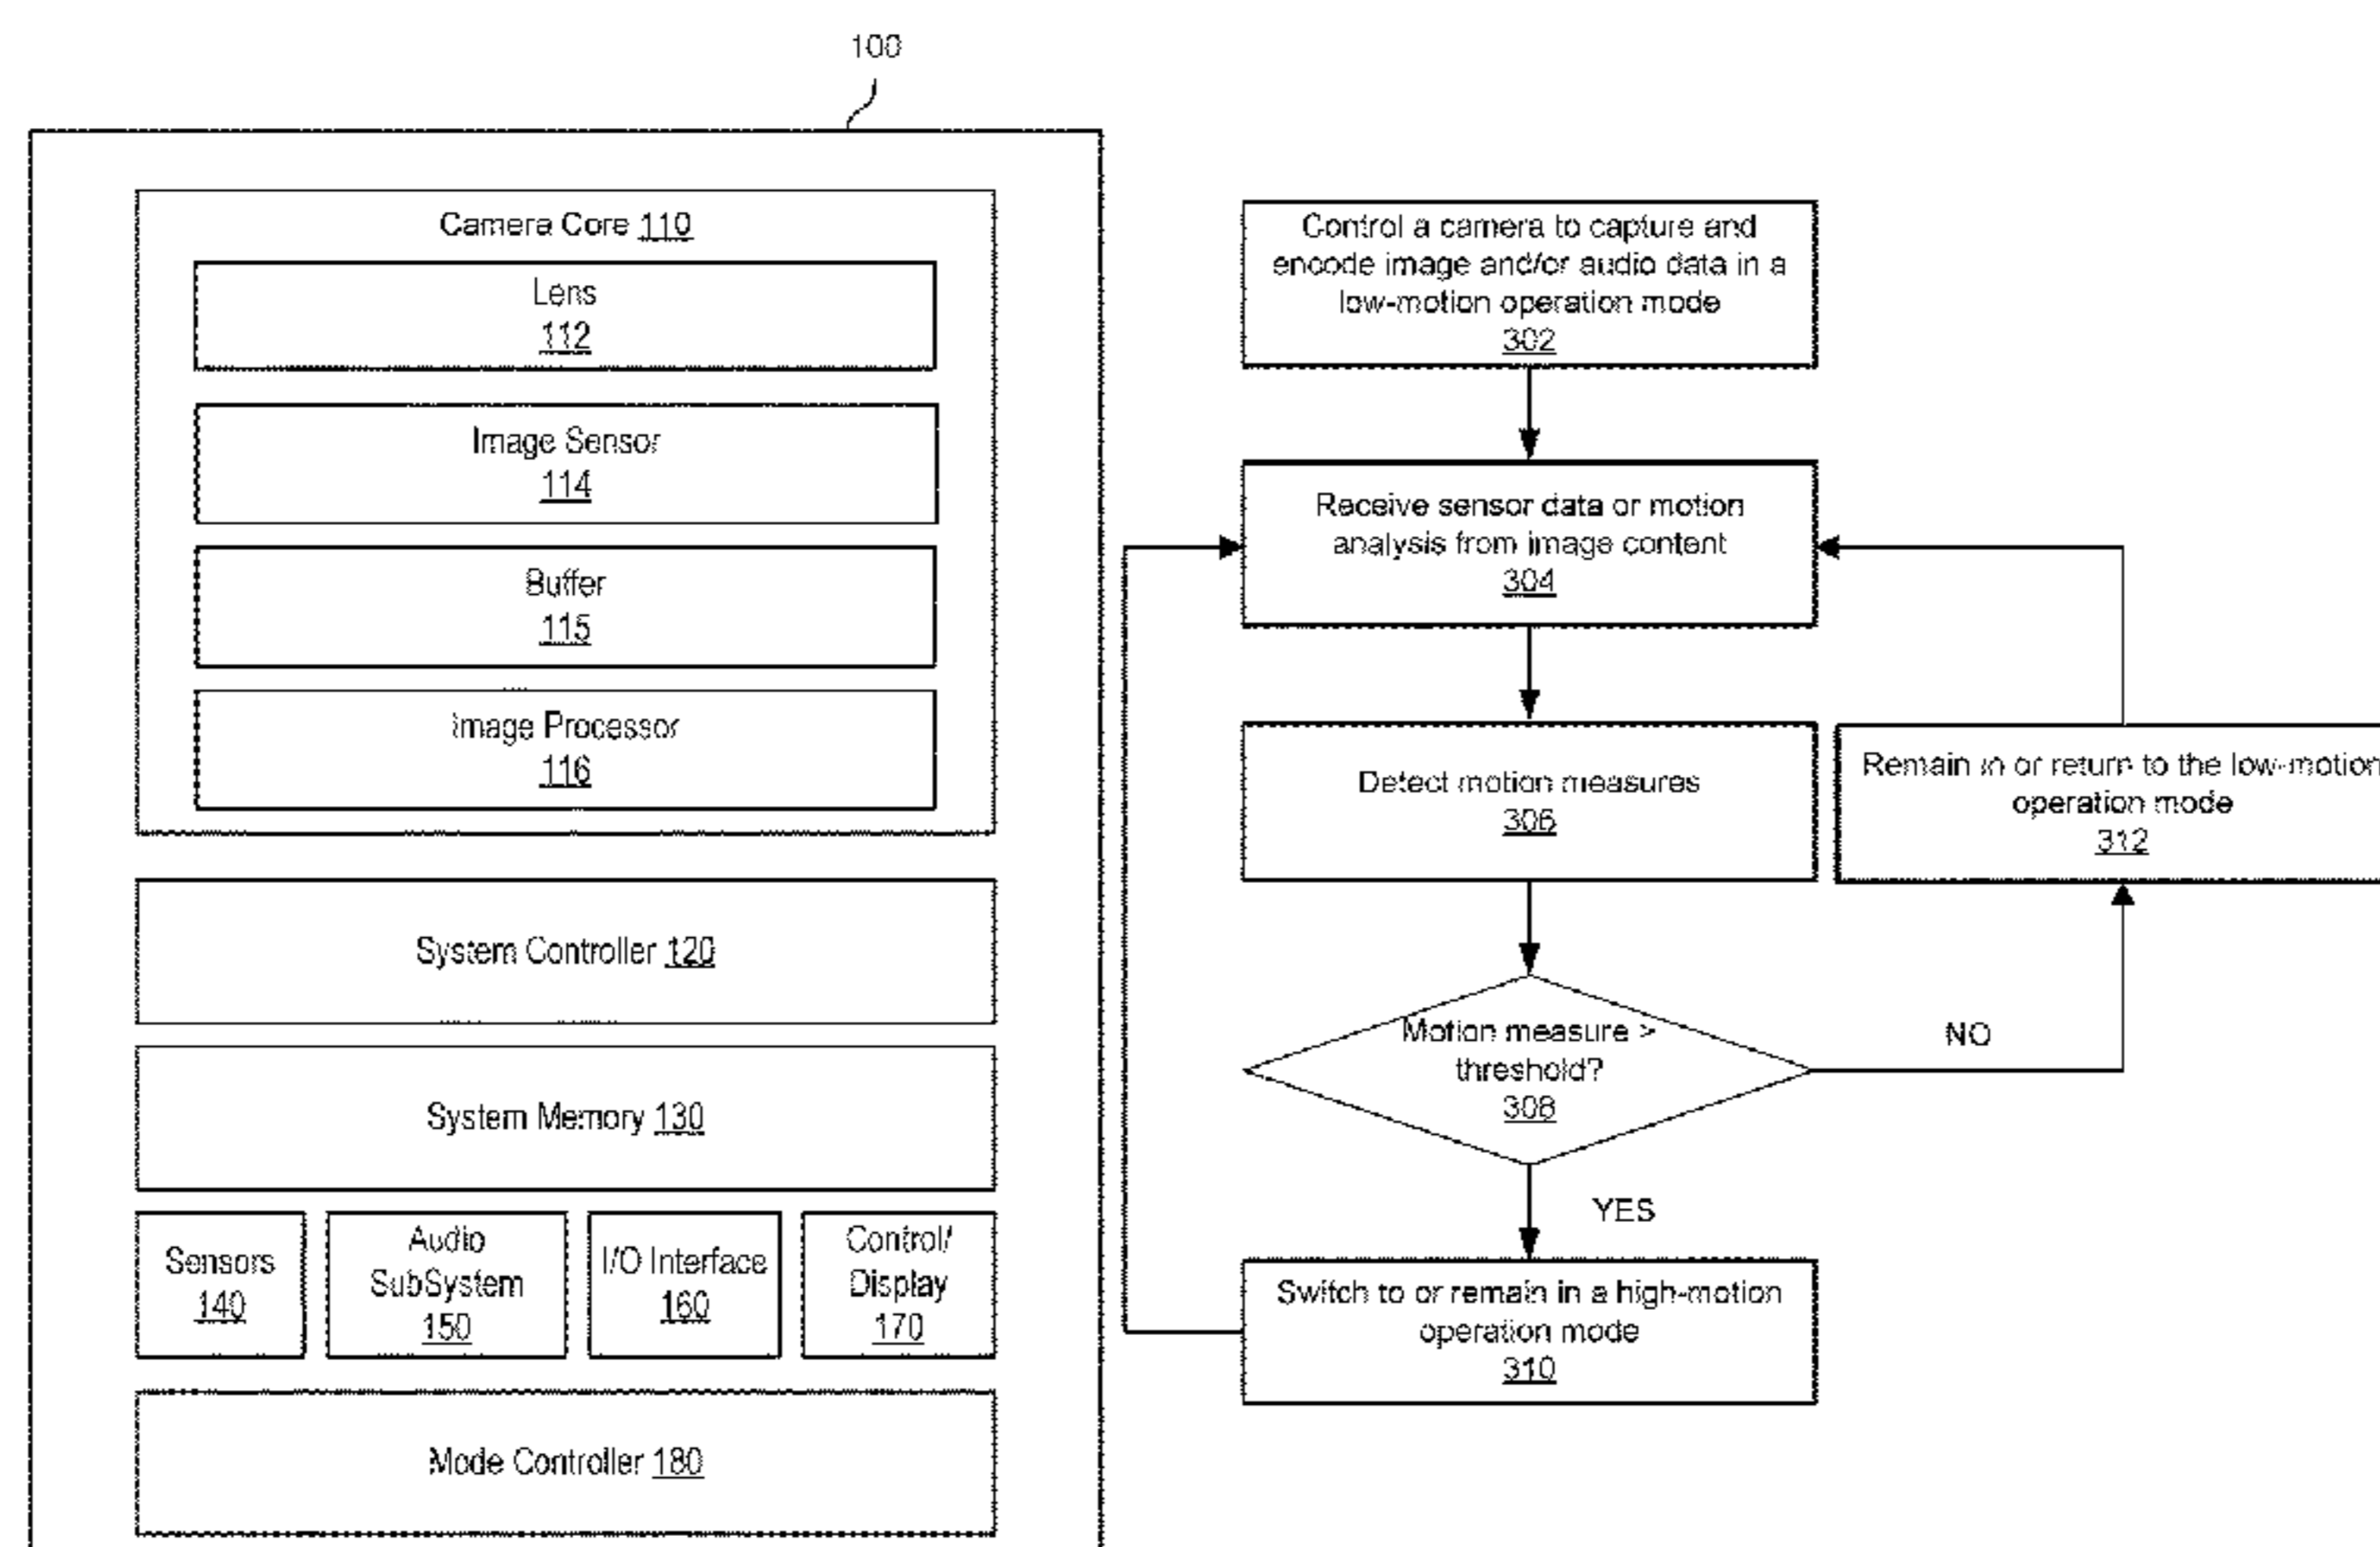 100
Camera Core 110
Lens
112
Image Sensor
114
Buffer
115
Image Processor
116
System Controller 120
System Memory 130
Sensors
140
Audio
SubSystem
150
I/O Interface
160
Control/
Display
170
Mode Controller 180
Control a camera to capture and
encode image and/or audio data in a
low-motion operation mode
302
Receive sensor data or motion
analysis from image content
304
Detect motion measures
306
Remain in or return to the low-motion
operation mode
312
Motion measure >
threshold?
308
NO
YES
Switch to or remain in a high-motion
operation mode
310